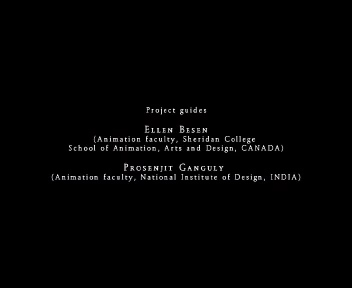 Project guides
ELLEN BESEN
(Animation faculty, Sheridan College
School of Animation, Arts and Design, CANADA)
PROSENJIT GANGULY
(Animation faculty, National Institute of Design, INDIA)